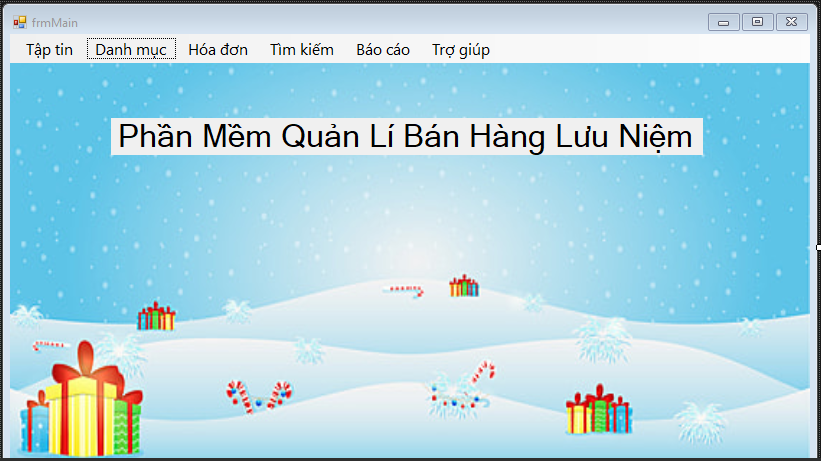 frmMain
Tập tin Danh mục Hóa đơn Tìm kiếm Báo cáo Trợ giúp
Phần Mềm Quản Lí Bán Hàng Lưu Niệm